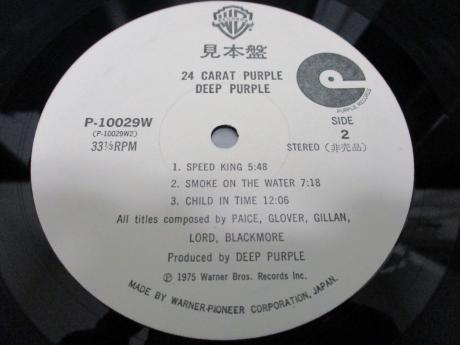 見本盤
24 CARAT PURPLE
DEEP PURPLE
PURPLE RECORDS
P-10029W
(P-10029W2)
33⅓RPM
SIDE
2
STEREO (非売品)
1. SPEED KING 5:48
2. SMOKE ON THE WATER 7:18
3. CHILD IN TIME 12:06
All titles composed by PAICE, GLOVER, GILLAN,
LORD, BLACKMORE
Produced by DEEP PURPLE
Ⓟ 1975 Warner Bros. Records Inc.
MADE BY WARNER-PIONEER CORPORATION, JAPAN.